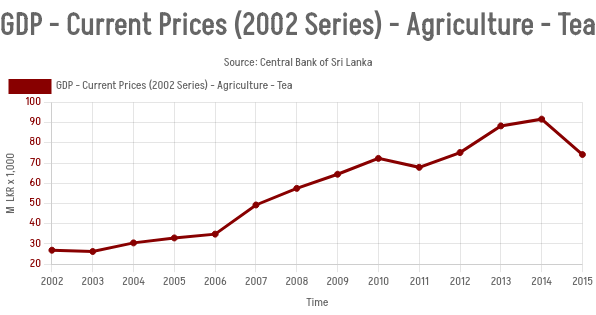 GDP - Current Prices (2002 Series) - Agriculture - Tea
Source: Central Bank of Sri Lanka
GDP - Current Prices (2002 Series) - Agriculture - Tea
M LKR x 1,000
100
90
80
70
60
50
40
30
20
2002 2003 2004 2005 2006 2007 2008 2009 2010 2011 2012 2013 2014 2015
Time